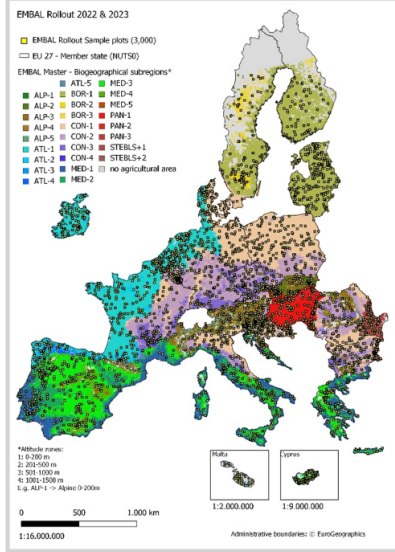 EMBAL Rollout 2022 & 2023
EMBAL Rollout Sample plots (3,000)
EU 27 - Member state (NUTS0)
EMBAL Master - Biogeographical subregions*
ALP-1
ALP-2
ALP-3
ALP-4
ALP-5
ATL-1
ATL-2
ATL-3
ATL-4
ATL-5
BOR-1
BOR-2
BOR-3
CON-1
CON-2
CON-3
CON-4
MED-1
MED-2
MED-3
MED-4
MED-5
PAN-1
PAN-2
PAN-3
STEBLS+1
STEBLS+2
no agricultural area
*Altitude zones:
1: 0-200 m
2: 201-500 m
3: 501-1000 m
4: 1001-1500 m
E.g. ALP-1 -> Alpine 0-200m
Malta
Cyprus
1:2.000.000
1:9.000.000
0 500 1.000 km
1:16.000.000
Administrative boundaries: © EuroGeographics